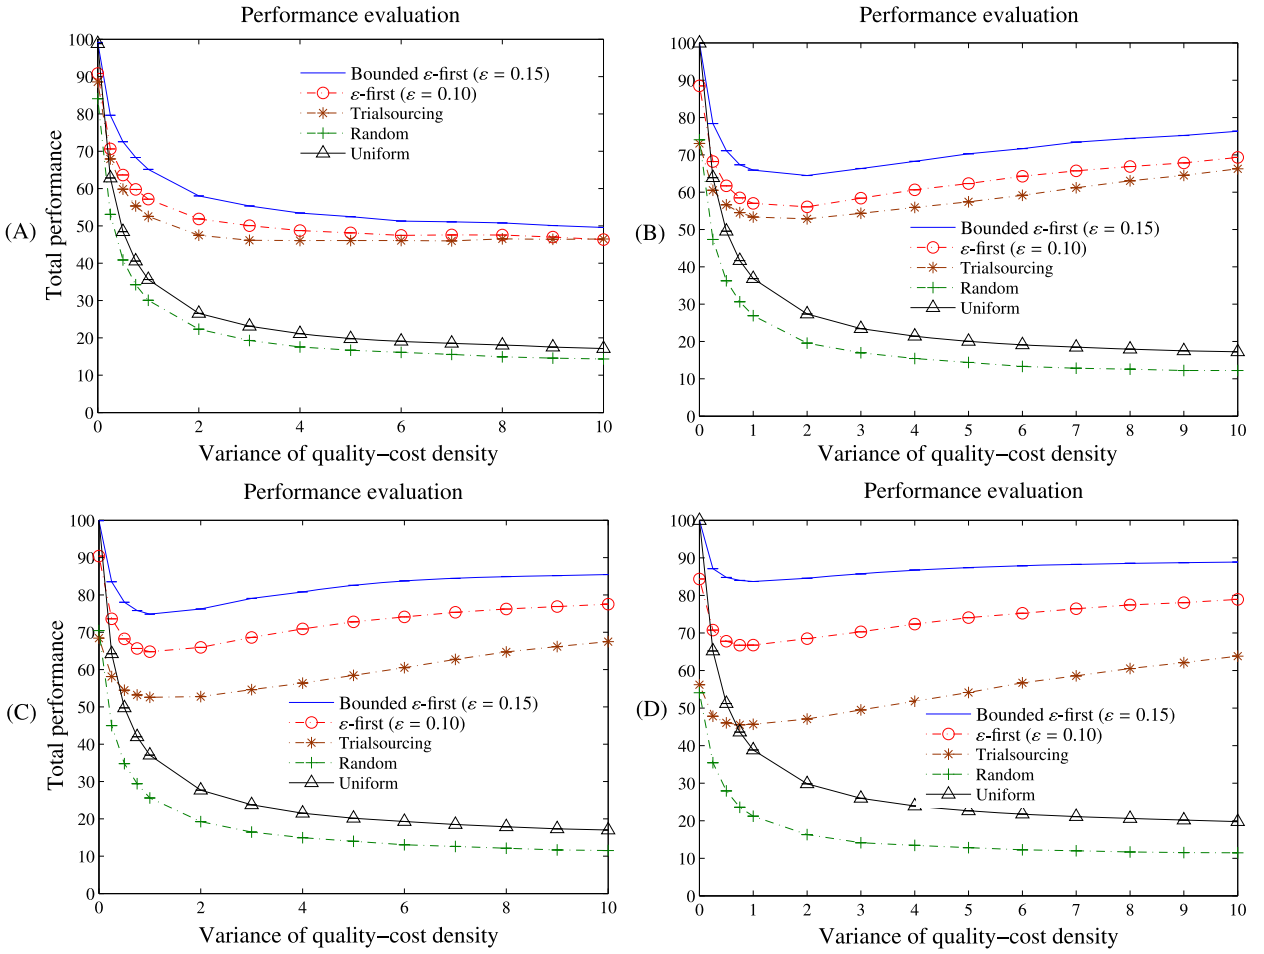 Performance evaluation
(A)
Total performance
100
90
80
70
60
50
40
30
20
10
0
Bounded ε-first (ε = 0.15)
ε-first (ε = 0.10)
Trialsourcing
Random
Uniform
0 2 4 6 8 10
Variance of quality−cost density
Performance evaluation
(B)
100
90
80
70
60
50
40
30
20
10
0
Bounded ε-first (ε = 0.15)
ε-first (ε = 0.10)
Trialsourcing
Random
Uniform
0 1 2 3 4 5 6 7 8 9 10
Variance of quality−cost density
Performance evaluation
(C)
Total performance
100
90
80
70
60
50
40
30
20
10
0
Bounded ε-first (ε = 0.15)
ε-first (ε = 0.10)
Trialsourcing
Random
Uniform
0 2 4 6 8 10
Variance of quality−cost density
Performance evaluation
(D)
100
90
80
70
60
50
40
30
20
10
0
Bounded ε-first (ε = 0.15)
ε-first (ε = 0.10)
Trialsourcing
Random
Uniform
0 1 2 3 4 5 6 7 8 9 10
Variance of quality−cost density